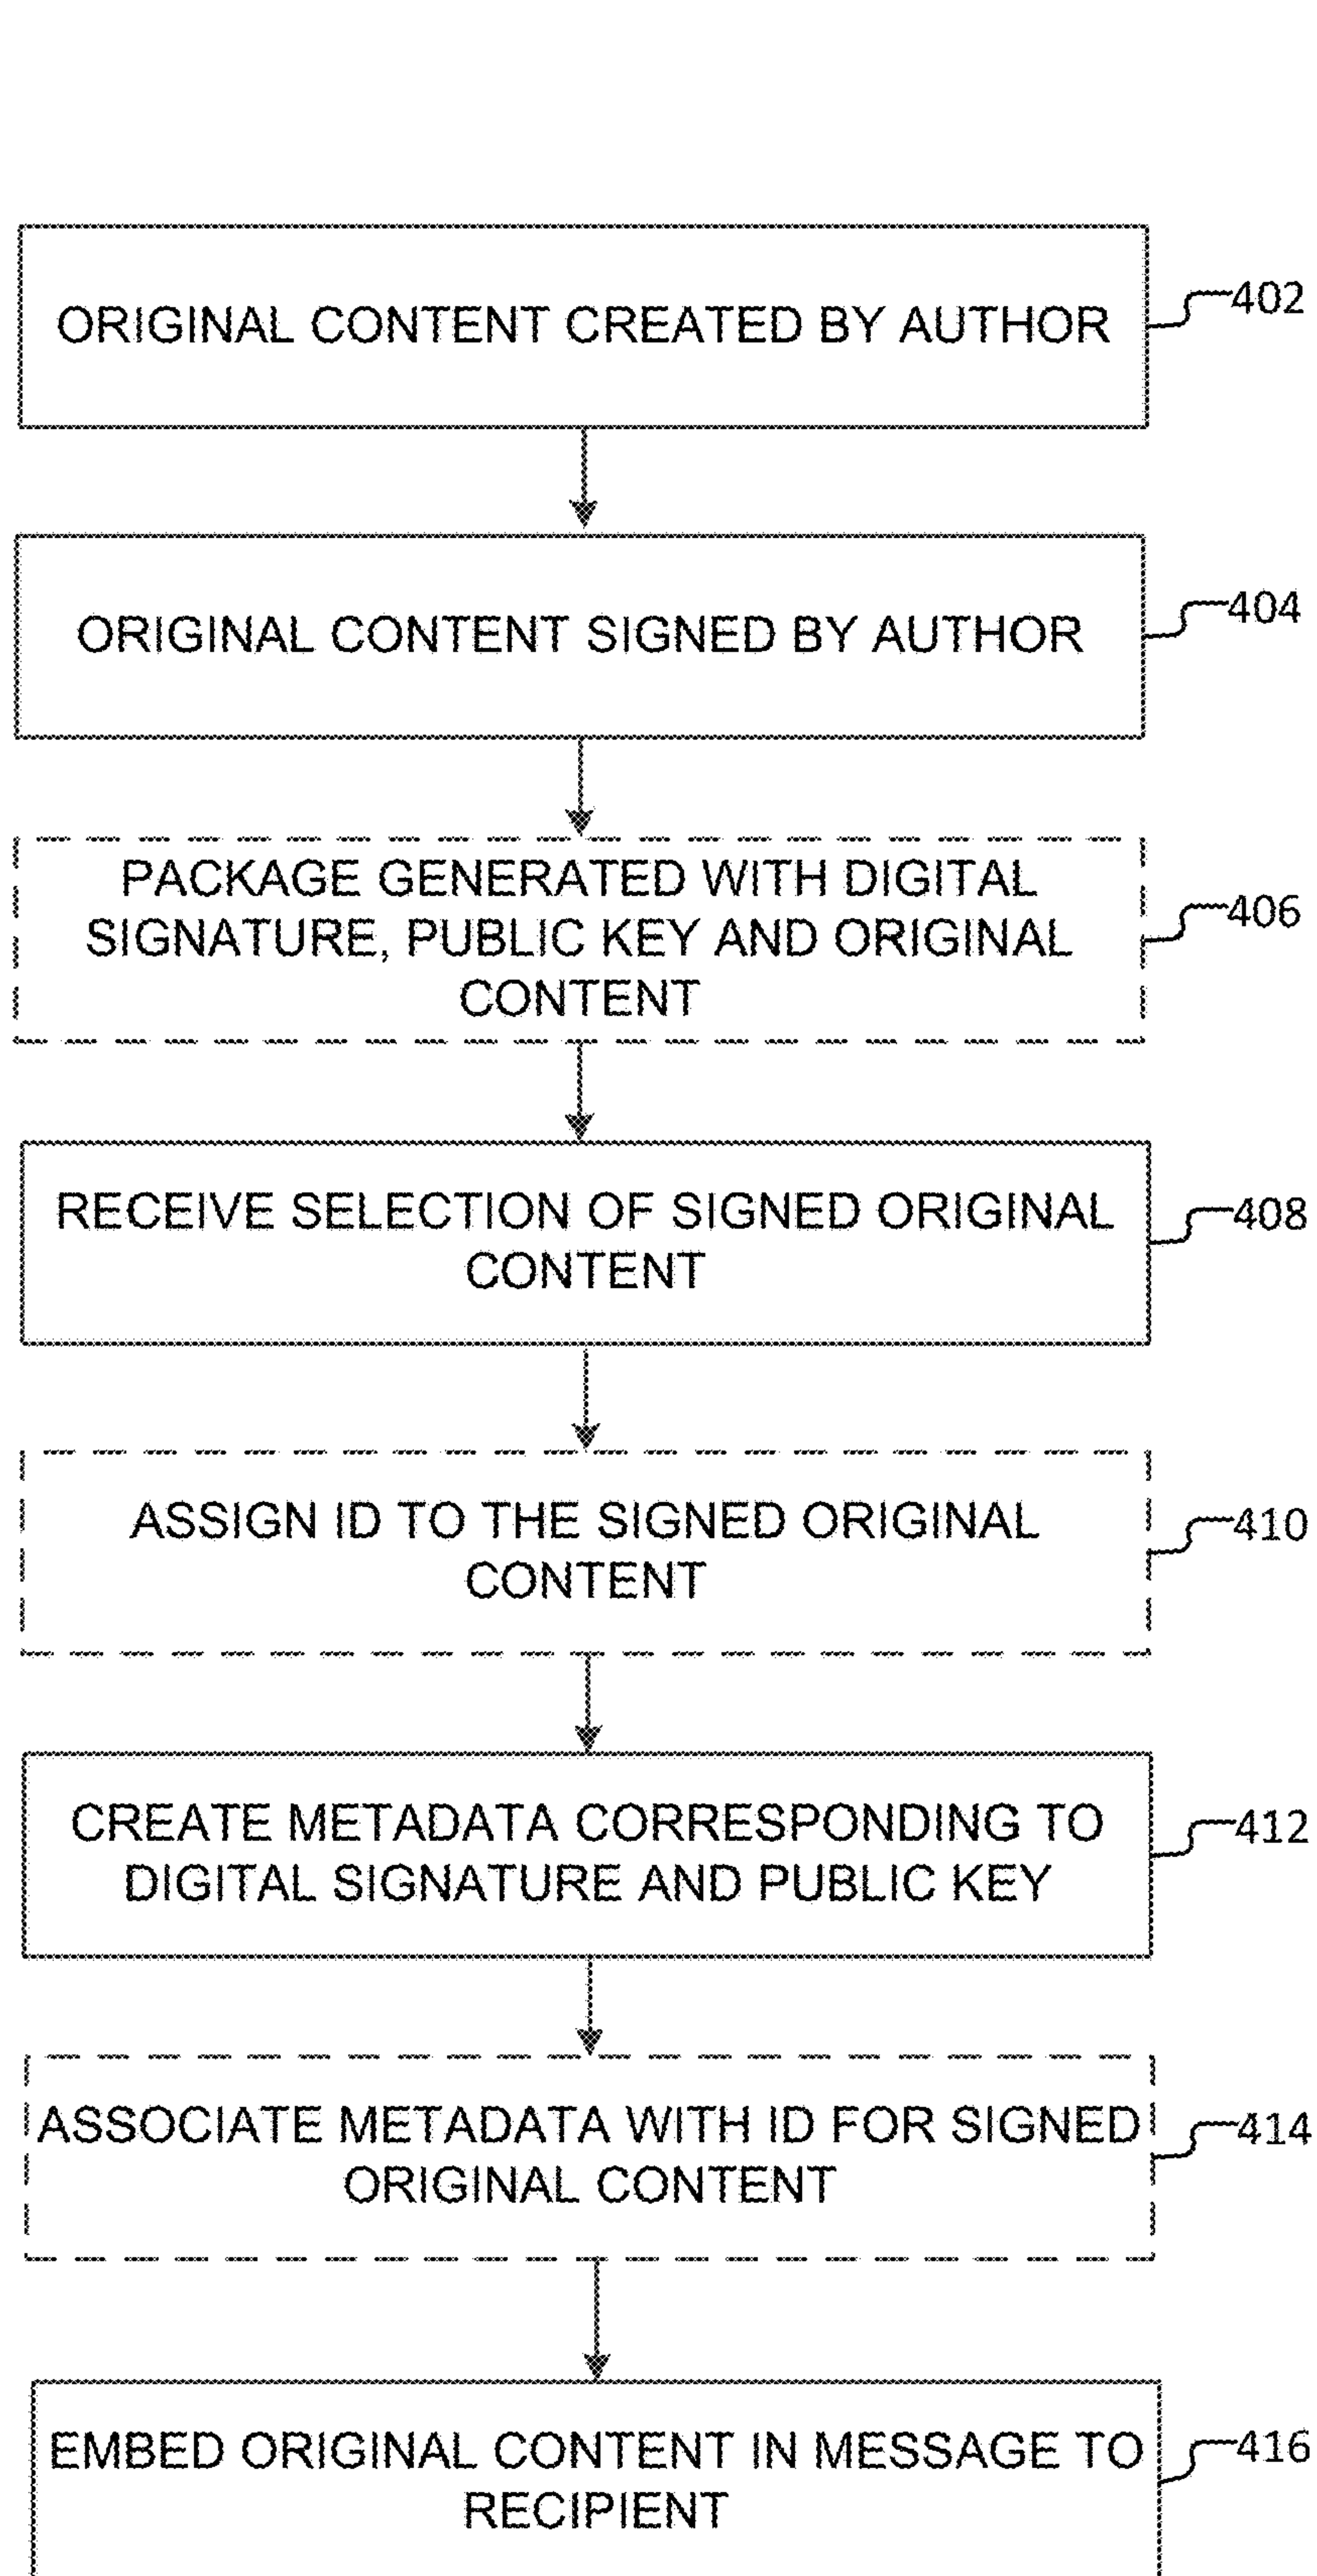 ORIGINAL CONTENT CREATED BY AUTHOR
402
ORIGINAL CONTENT SIGNED BY AUTHOR
404
PACKAGE GENERATED WITH DIGITAL
SIGNATURE, PUBLIC KEY AND ORIGINAL
CONTENT
406
RECEIVE SELECTION OF SIGNED ORIGINAL
CONTENT
408
ASSIGN ID TO THE SIGNED ORIGINAL
CONTENT
410
CREATE METADATA CORRESPONDING TO
DIGITAL SIGNATURE AND PUBLIC KEY
412
ASSOCIATE METADATA WITH ID FOR SIGNED
ORIGINAL CONTENT
414
EMBED ORIGINAL CONTENT IN MESSAGE TO
RECIPIENT
416